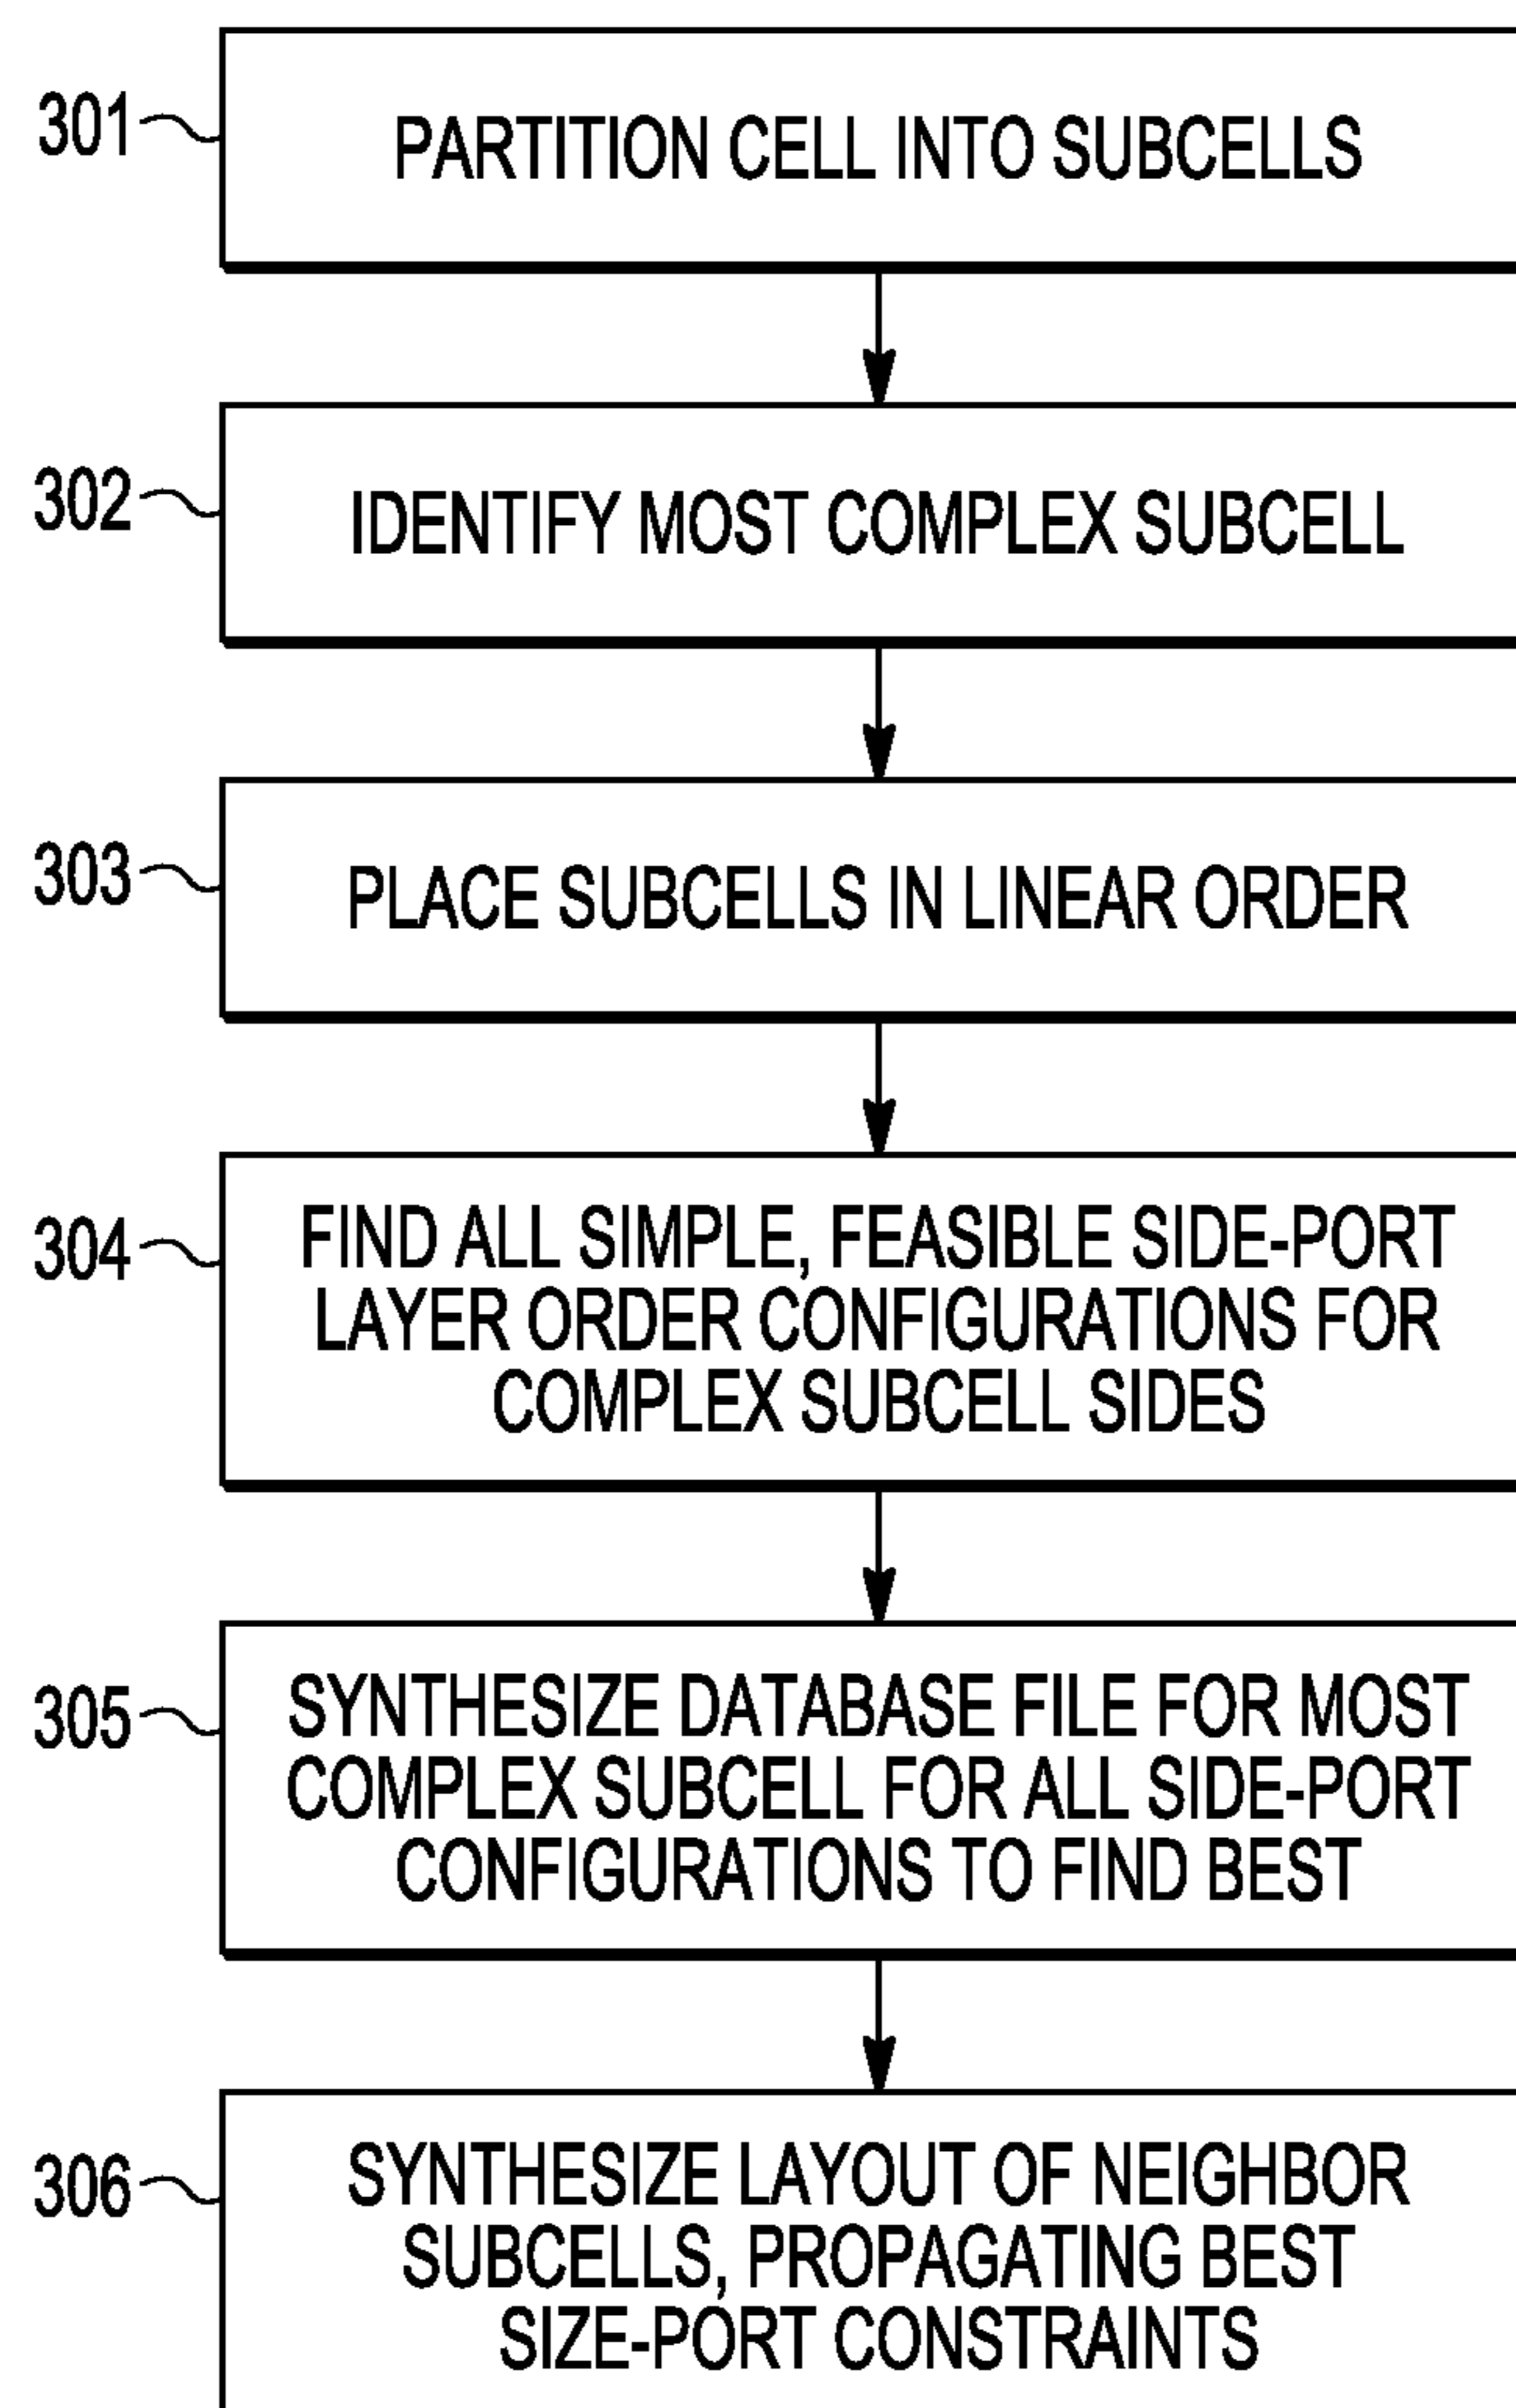 301
PARTITION CELL INTO SUBCELLS
302
IDENTIFY MOST COMPLEX SUBCELL
303
PLACE SUBCELLS IN LINEAR ORDER
304
FIND ALL SIMPLE, FEASIBLE SIDE-PORT
LAYER ORDER CONFIGURATIONS FOR
COMPLEX SUBCELL SIDES
305
SYNTHESIZE DATABASE FILE FOR MOST
COMPLEX SUBCELL FOR ALL SIDE-PORT
CONFIGURATIONS TO FIND BEST
306
SYNTHESIZE LAYOUT OF NEIGHBOR
SUBCELLS, PROPAGATING BEST
SIZE-PORT CONSTRAINTS